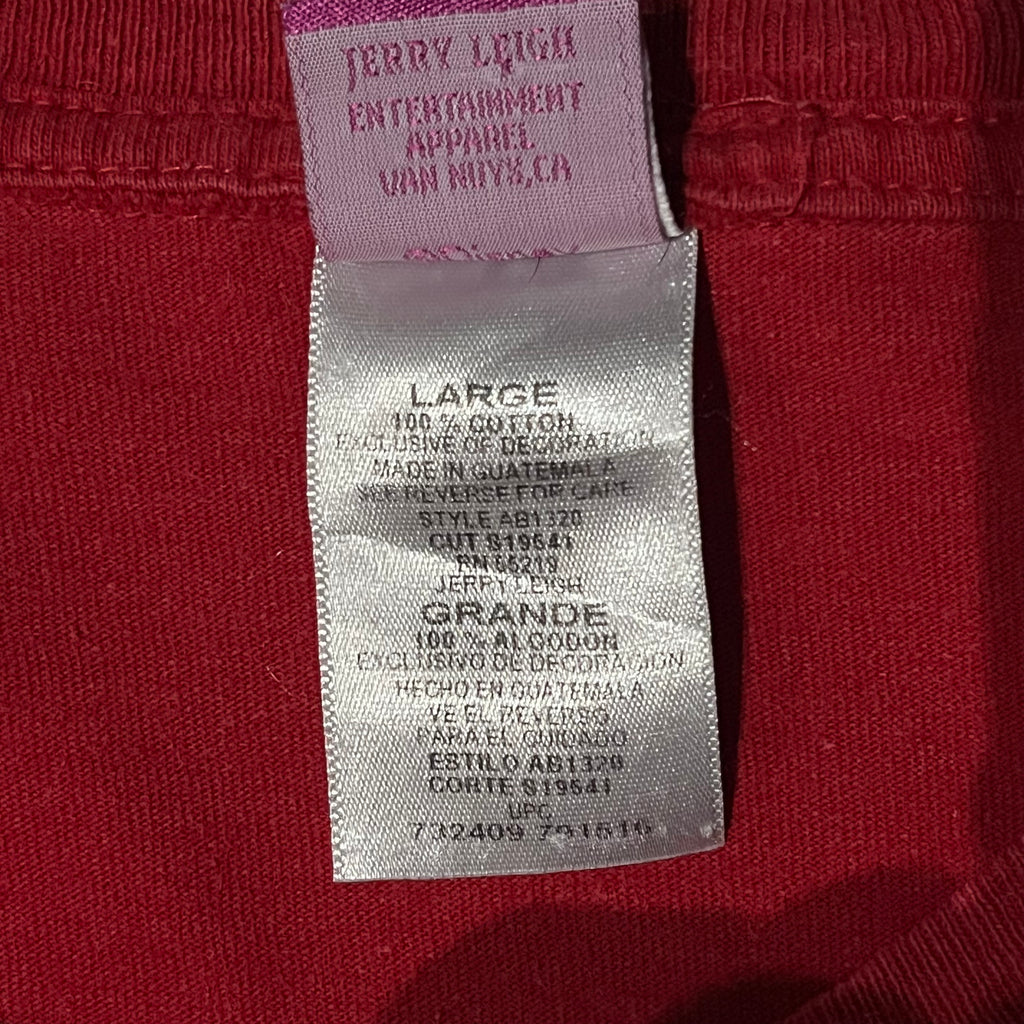 JERRY LEIGH
ENTERTAINMENT
APPAREL
VAN NUYS,CA
LARGE
100 % COTTON
EXCLUSIVE OF DECORATION
MADE IN GUATEMALA
SEE REVERSE FOR CARE
STYLE AB1320
CUT S19541
RN 55219
JERRY LEIGH
GRANDE
100 % ALGODON
EXCLUSIVO DE DECORACION
HECHO EN GUATEMALA
VE EL REVERSO
PARA EL CUIDADO
ESTILO AB1320
CORTE S19541
UPC
732409 791616